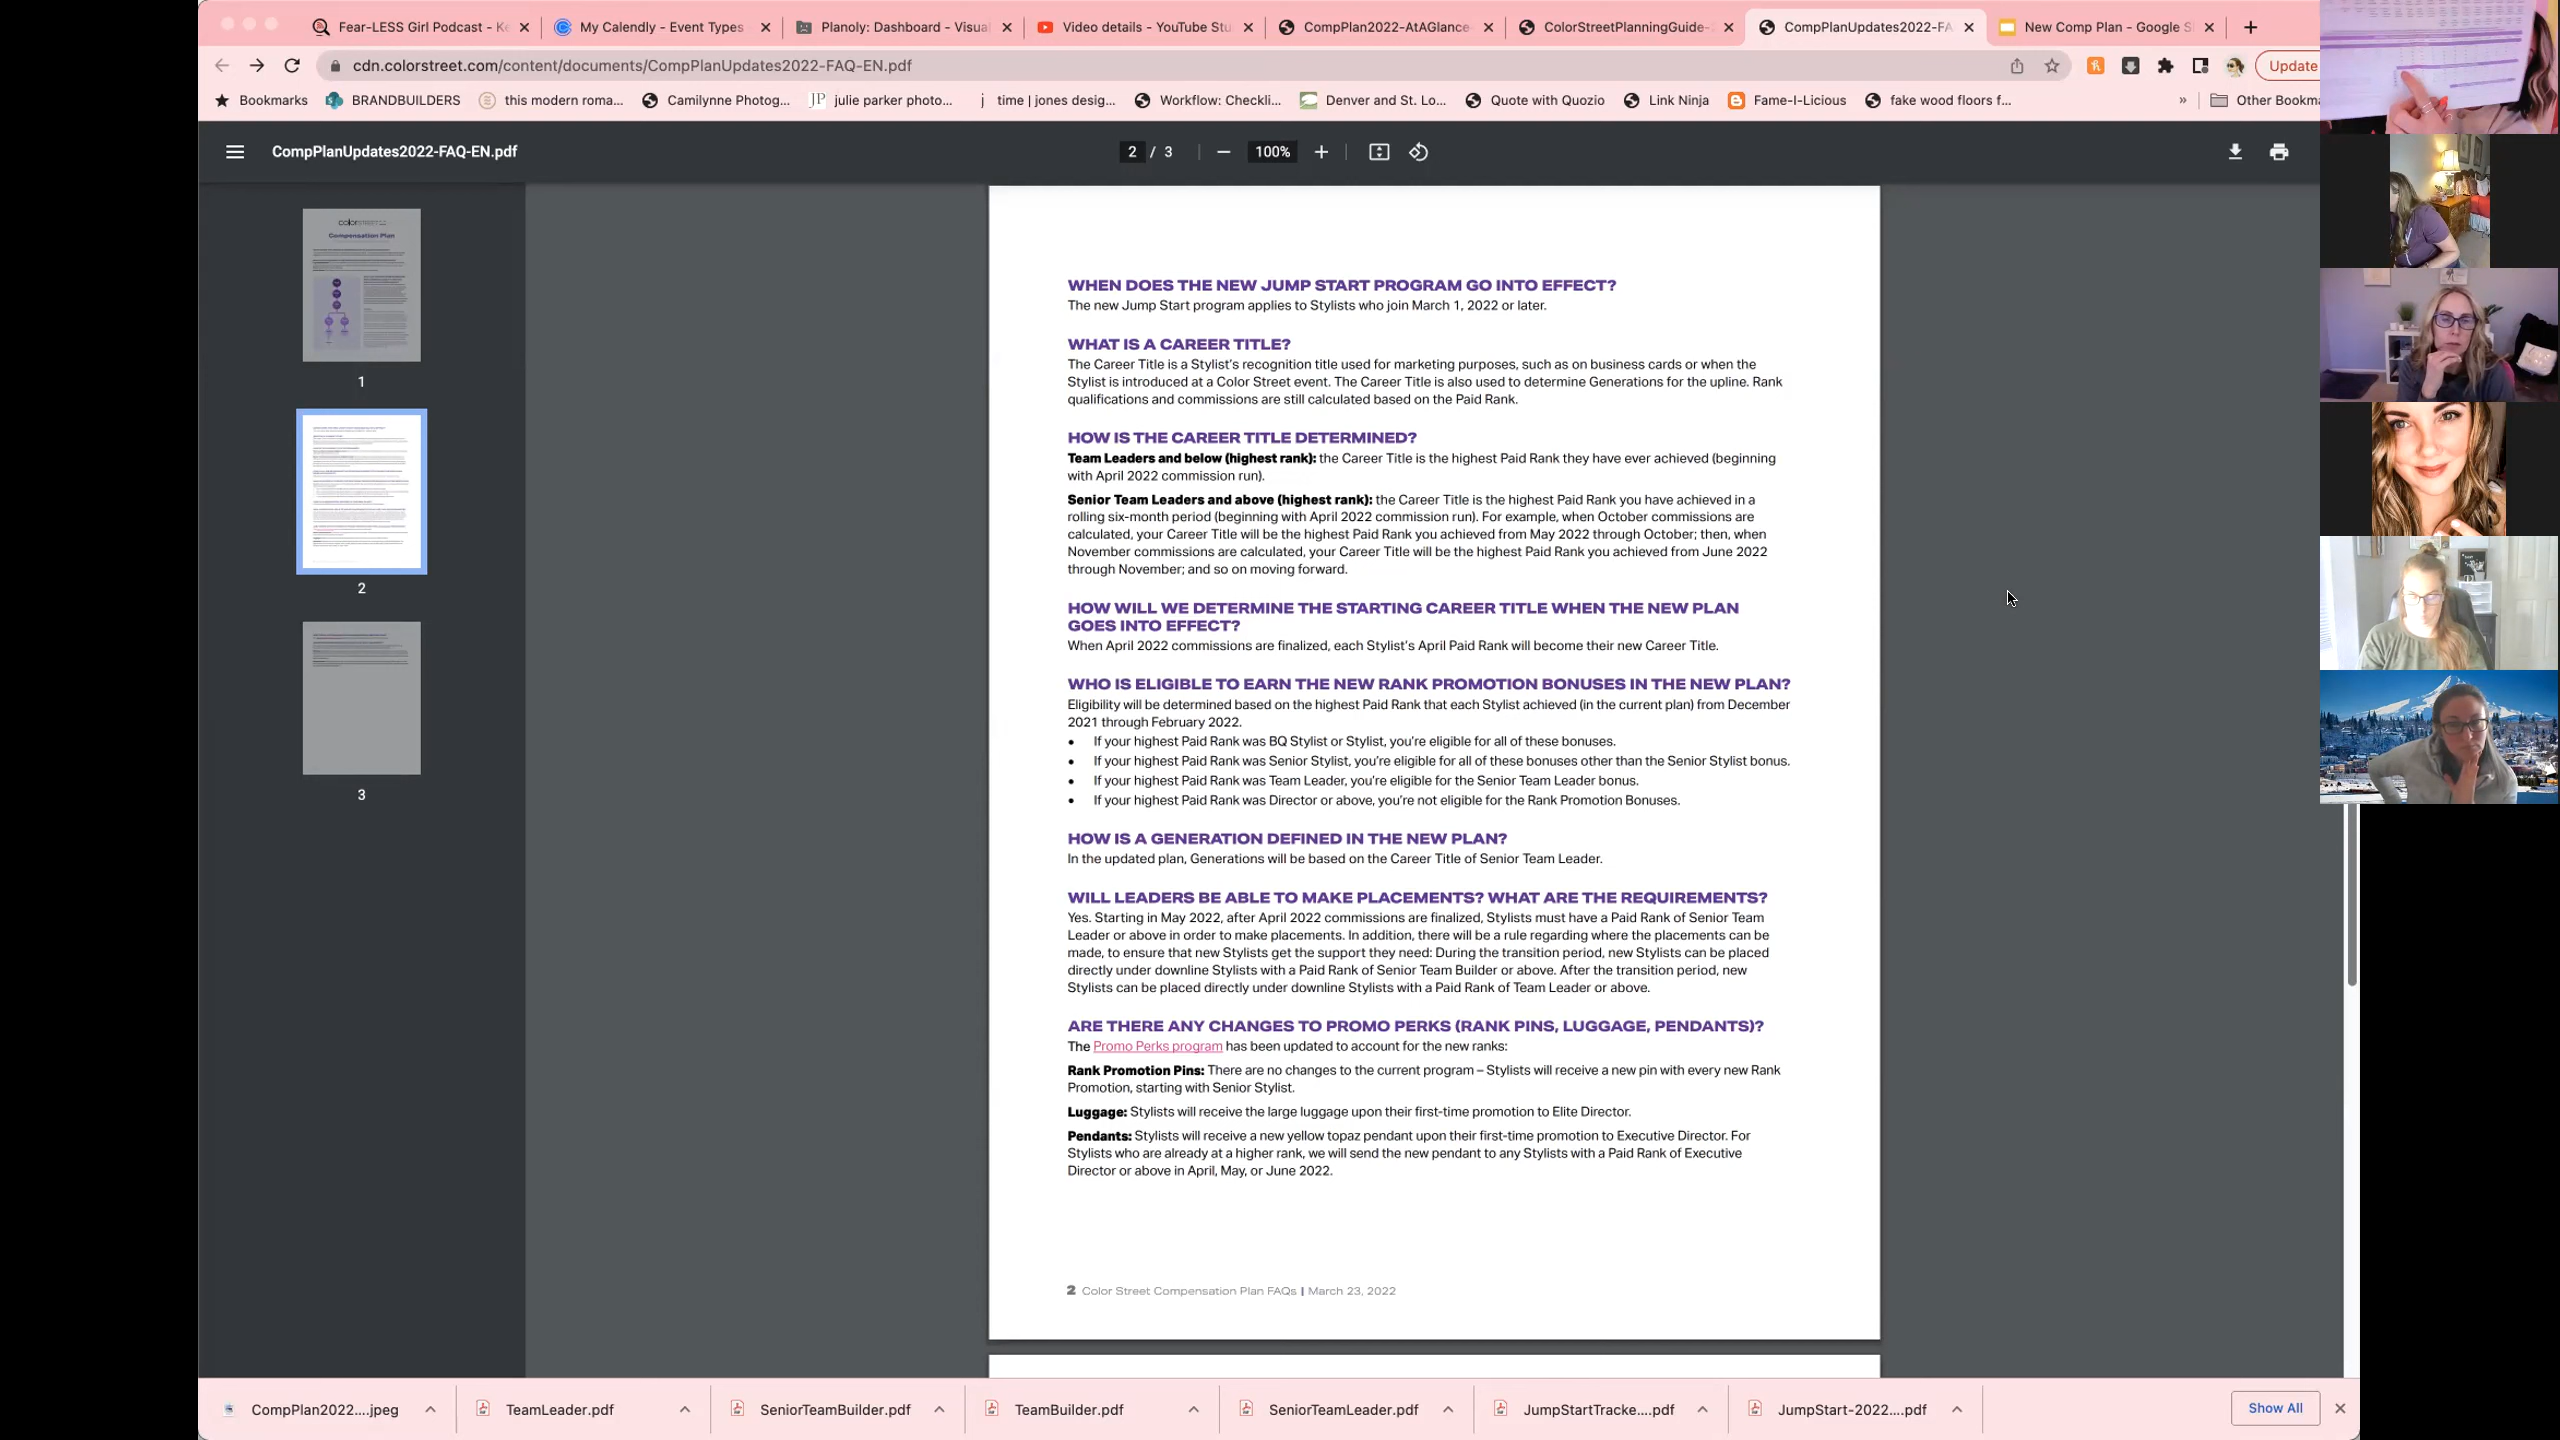 Fear-LESS Girl Podcast - Ke
My Calendly - Event Types
Planoly: Dashboard - Visual
Video details - YouTube Stu
CompPlan2022-AtAGlance-
ColorStreetPlanningGuide-2
CompPlanUpdates2022-FA
New Comp Plan - Google S
cdn.colorstreet.com/content/documents/CompPlanUpdates2022-FAQ-EN.pdf
Update
Bookmarks
BRANDBUILDERS
this modern roma...
Camilynne Photog...
JP julie parker photo...
j time | jones desig...
Workflow: Checkli...
Denver and St. Lo...
Quote with Quozio
Link Ninja
Fame-I-Licious
fake wood floors f...
»
Other Bookma
CompPlanUpdates2022-FAQ-EN.pdf
2 / 3
100%
colorstreet
Compensation Plan
1
2
3
WHEN DOES THE NEW JUMP START PROGRAM GO INTO EFFECT?
The new Jump Start program applies to Stylists who join March 1, 2022 or later.
WHAT IS A CAREER TITLE?
The Career Title is a Stylist's recognition title used for marketing purposes, such as on business cards or when the
Stylist is introduced at a Color Street event. The Career Title is also used to determine Generations for the upline. Rank
qualifications and commissions are still calculated based on the Paid Rank.
HOW IS THE CAREER TITLE DETERMINED?
Team Leaders and below (highest rank): the Career Title is the highest Paid Rank they have ever achieved (beginning
with April 2022 commission run).
Senior Team Leaders and above (highest rank): the Career Title is the highest Paid Rank you have achieved in a
rolling six-month period (beginning with April 2022 commission run). For example, when October commissions are
calculated, your Career Title will be the highest Paid Rank you achieved from May 2022 through October; then, when
November commissions are calculated, your Career Title will be the highest Paid Rank you achieved from June 2022
through November; and so on moving forward.
HOW WILL WE DETERMINE THE STARTING CAREER TITLE WHEN THE NEW PLAN
GOES INTO EFFECT?
When April 2022 commissions are finalized, each Stylist's April Paid Rank will become their new Career Title.
WHO IS ELIGIBLE TO EARN THE NEW RANK PROMOTION BONUSES IN THE NEW PLAN?
Eligibility will be determined based on the highest Paid Rank that each Stylist achieved (in the current plan) from December
2021 through February 2022.
• If your highest Paid Rank was BQ Stylist or Stylist, you're eligible for all of these bonuses.
• If your highest Paid Rank was Senior Stylist, you're eligible for all of these bonuses other than the Senior Stylist bonus.
• If your highest Paid Rank was Team Leader, you're eligible for the Senior Team Leader bonus.
• If your highest Paid Rank was Director or above, you're not eligible for the Rank Promotion Bonuses.
HOW IS A GENERATION DEFINED IN THE NEW PLAN?
In the updated plan, Generations will be based on the Career Title of Senior Team Leader.
WILL LEADERS BE ABLE TO MAKE PLACEMENTS? WHAT ARE THE REQUIREMENTS?
Yes. Starting in May 2022, after April 2022 commissions are finalized, Stylists must have a Paid Rank of Senior Team
Leader or above in order to make placements. In addition, there will be a rule regarding where the placements can be
made, to ensure that new Stylists get the support they need: During the transition period, new Stylists can be placed
directly under downline Stylists with a Paid Rank of Senior Team Builder or above. After the transition period, new
Stylists can be placed directly under downline Stylists with a Paid Rank of Team Leader or above.
ARE THERE ANY CHANGES TO PROMO PERKS (RANK PINS, LUGGAGE, PENDANTS)?
The Promo Perks program has been updated to account for the new ranks:
Rank Promotion Pins: There are no changes to the current program – Stylists will receive a new pin with every new Rank
Promotion, starting with Senior Stylist.
Luggage: Stylists will receive the large luggage upon their first-time promotion to Elite Director.
Pendants: Stylists will receive a new yellow topaz pendant upon their first-time promotion to Executive Director. For
Stylists who are already at a higher rank, we will send the new pendant to any Stylists with a Paid Rank of Executive
Director or above in April, May, or June 2022.
2 Color Street Compensation Plan FAQs | March 23, 2022
CompPlan2022....jpeg
TeamLeader.pdf
SeniorTeamBuilder.pdf
TeamBuilder.pdf
SeniorTeamLeader.pdf
JumpStartTracke....pdf
JumpStart-2022....pdf
Show All